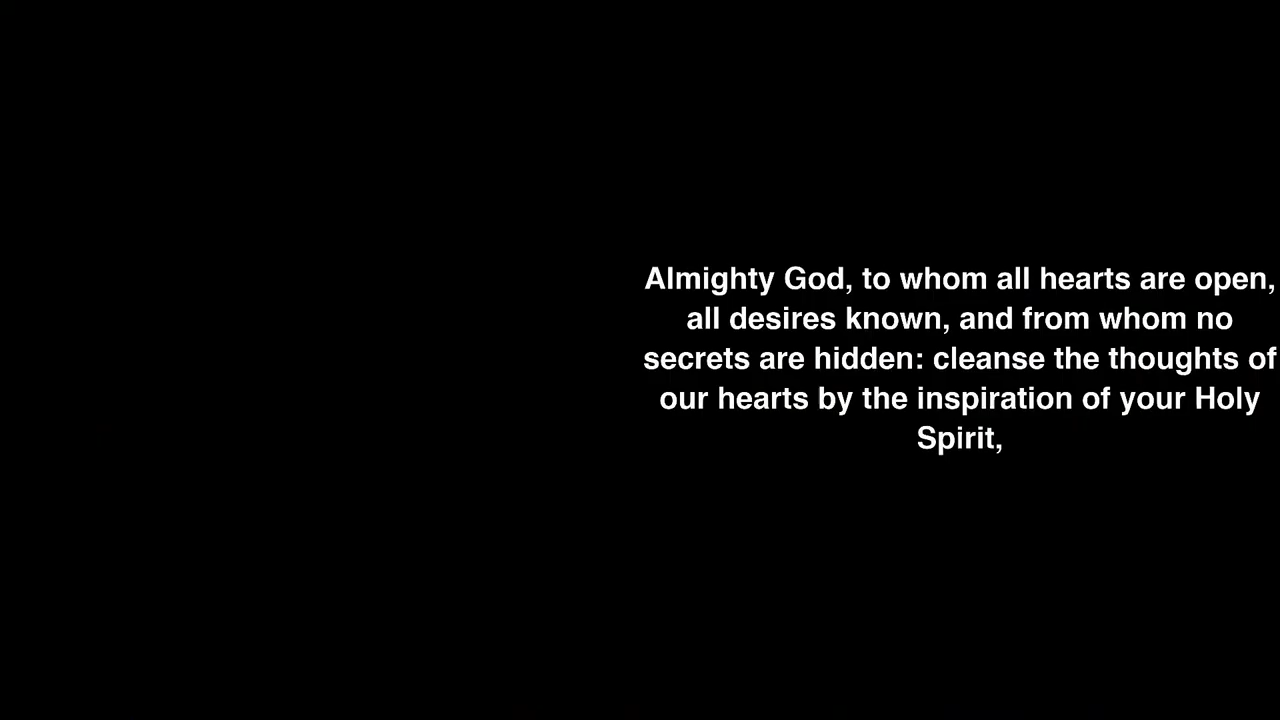 Almighty God, to whom all hearts are open,
all desires known, and from whom no
secrets are hidden: cleanse the thoughts of
our hearts by the inspiration of your Holy
Spirit,